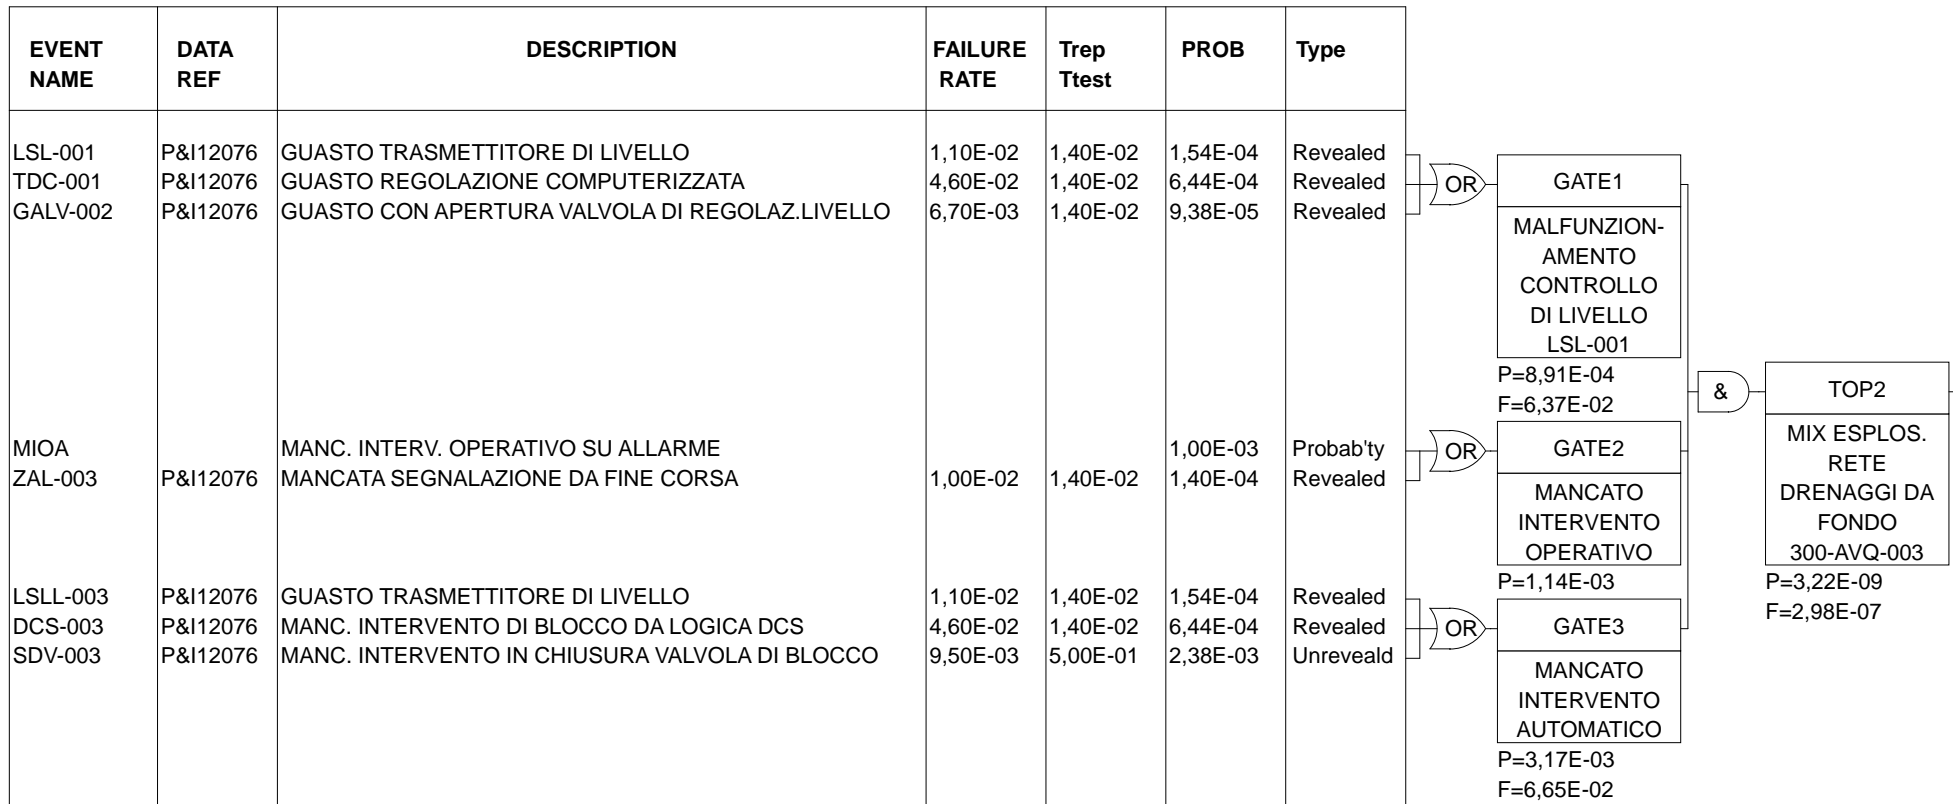 EVENT NAME DATA REF DESCRIPTION FAILURE RATE Trep Ttest PROB Type
LSL-001 P&I12076 GUASTO TRASMETTITORE DI LIVELLO 1,10E-02 1,40E-02 1,54E-04 Revealed
TDC-001 P&I12076 GUASTO REGOLAZIONE COMPUTERIZZATA 4,60E-02 1,40E-02 6,44E-04 Revealed
GALV-002 P&I12076 GUASTO CON APERTURA VALVOLA DI REGOLAZ.LIVELLO 6,70E-03 1,40E-02 9,38E-05 Revealed
OR
GATE1
MALFUNZION-
AMENTO
CONTROLLO
DI LIVELLO
LSL-001
P=8,91E-04
F=6,37E-02
MIOA MANC. INTERV. OPERATIVO SU ALLARME 1,00E-03 Probab'ty
ZAL-003 P&I12076 MANCATA SEGNALAZIONE DA FINE CORSA 1,00E-02 1,40E-02 1,40E-04 Revealed
OR
GATE2
MANCATO
INTERVENTO
OPERATIVO
P=1,14E-03
LSLL-003 P&I12076 GUASTO TRASMETTITORE DI LIVELLO 1,10E-02 1,40E-02 1,54E-04 Revealed
DCS-003 P&I12076 MANC. INTERVENTO DI BLOCCO DA LOGICA DCS 4,60E-02 1,40E-02 6,44E-04 Revealed
SDV-003 P&I12076 MANC. INTERVENTO IN CHIUSURA VALVOLA DI BLOCCO 9,50E-03 5,00E-01 2,38E-03 Unreveald
OR
GATE3
MANCATO
INTERVENTO
AUTOMATICO
P=3,17E-03
F=6,65E-02
&
TOP2
MIX ESPLOS.
RETE
DRENAGGI DA
FONDO
300-AVQ-003
P=3,22E-09
F=2,98E-07